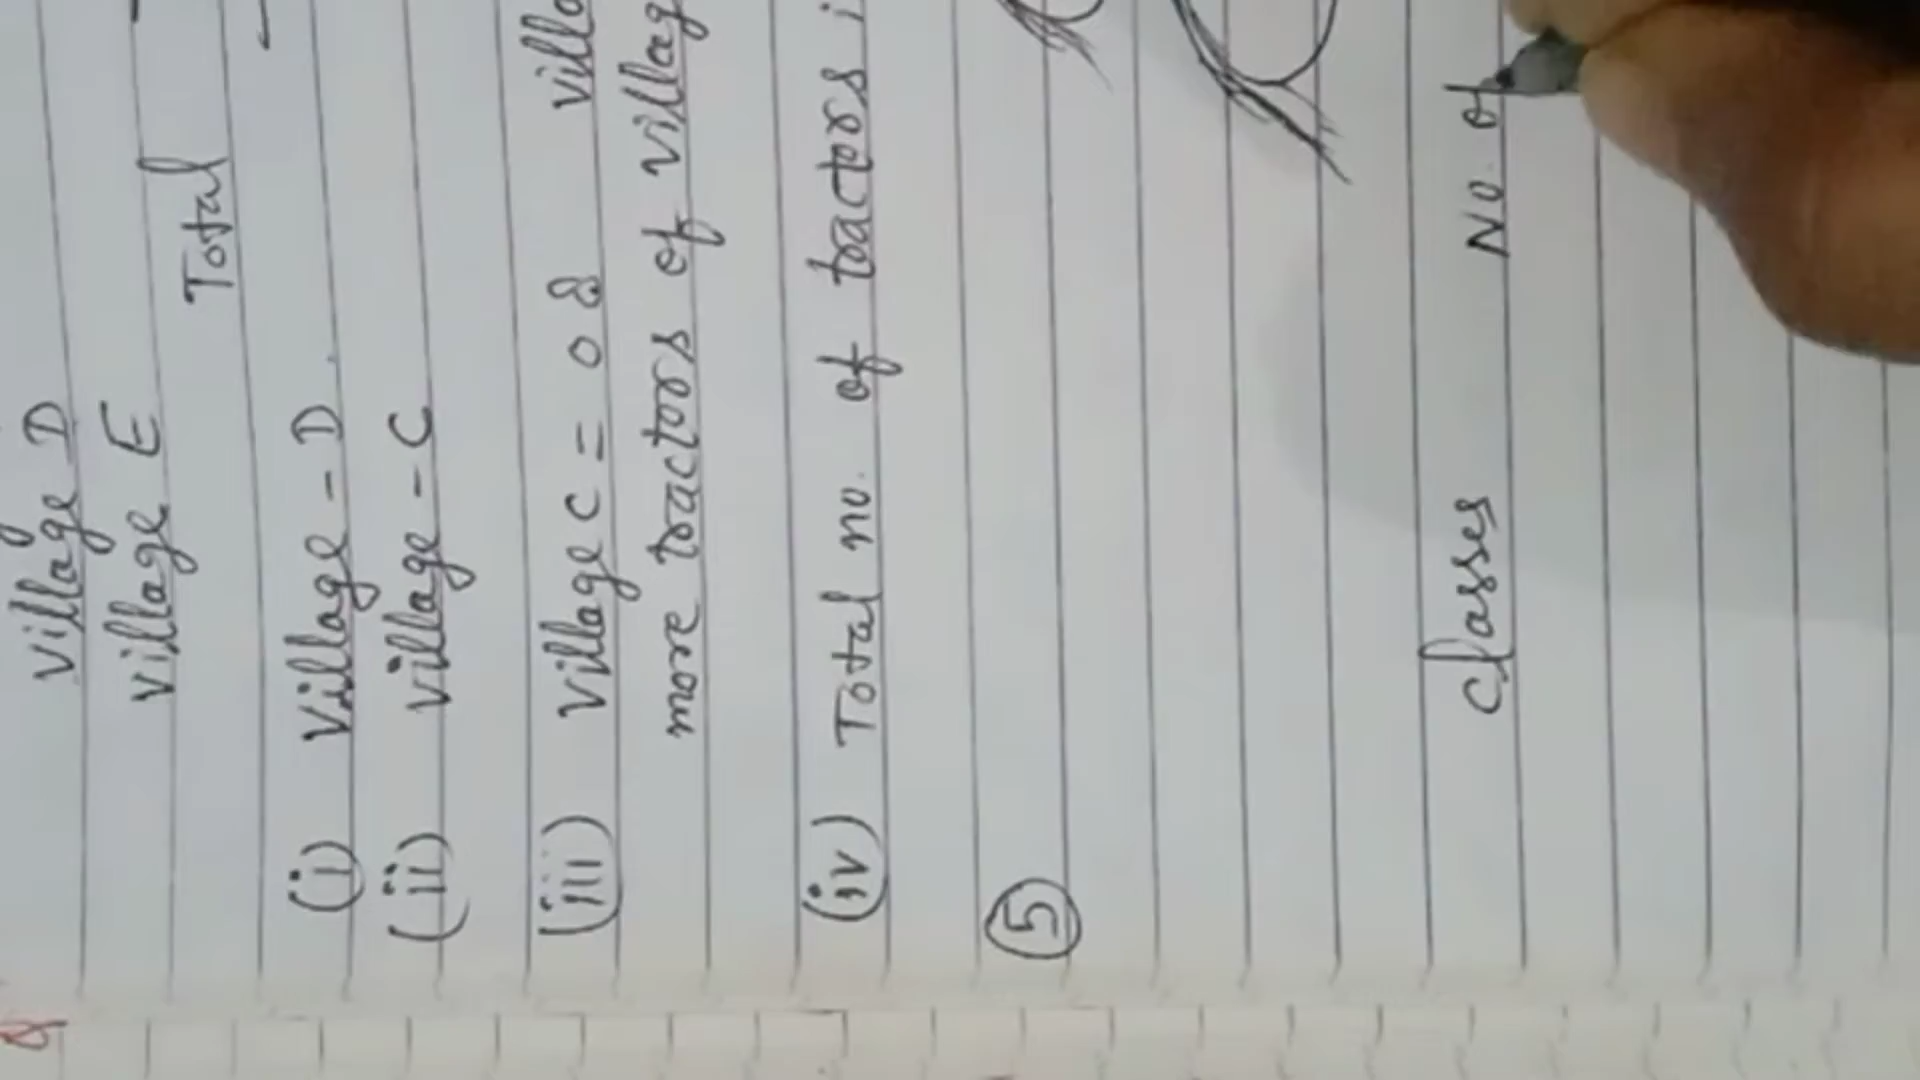 Village D
Village E
Total
(i) Village - D.
(ii) Village - C
(iii) Village C = 08
more tractors of
(iv) Total no. of tractors
5
Classes No. of